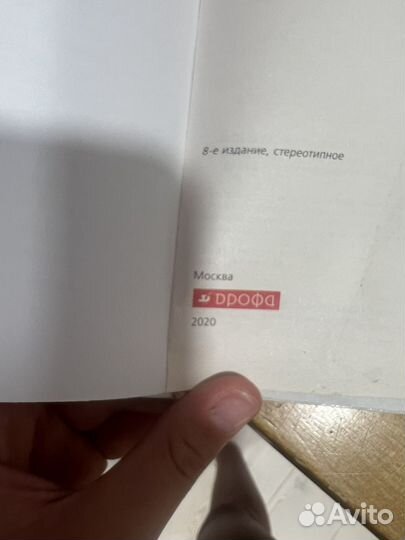 8-е издание, стереотипное
Москва
дрофа
2020
Avito